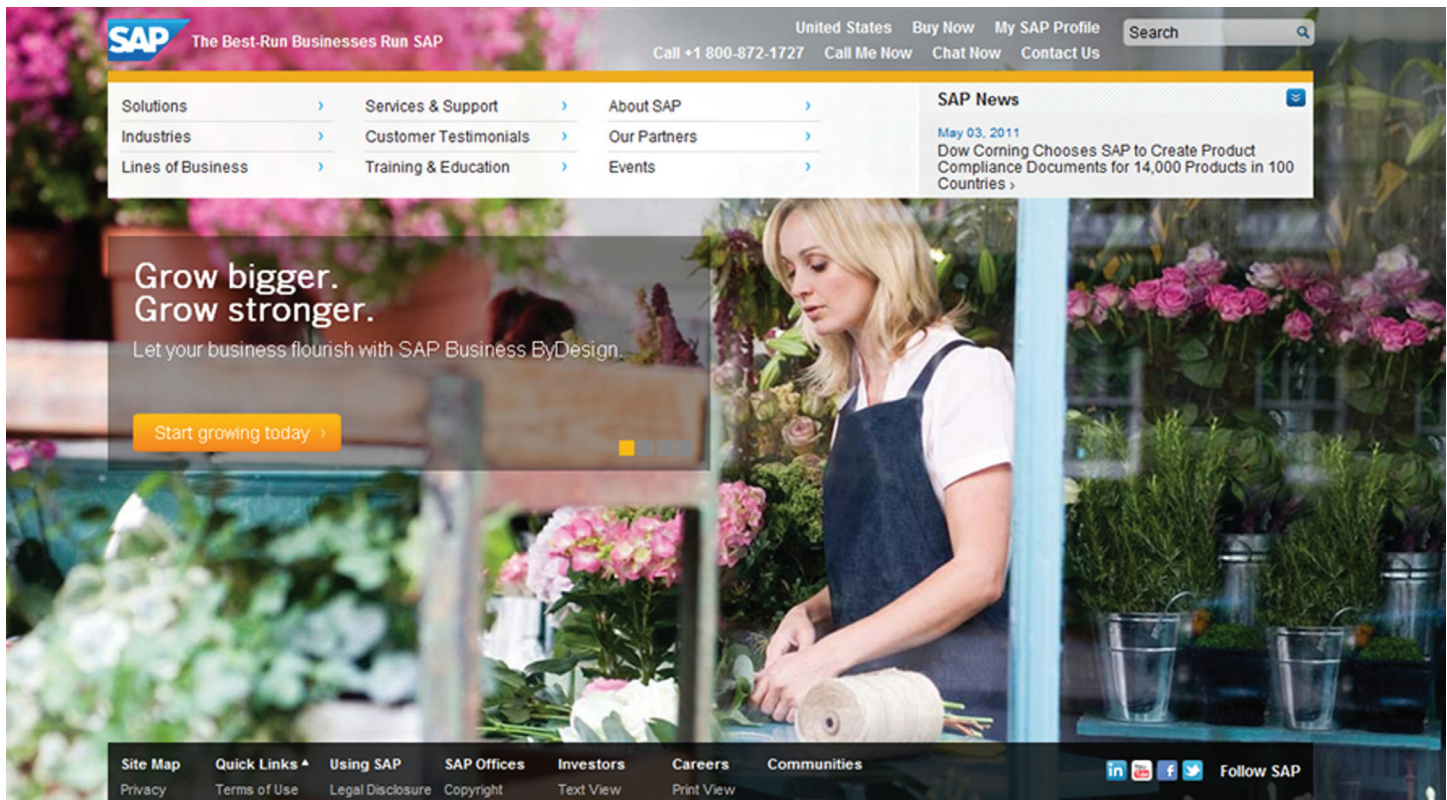 SAP The Best-Run Businesses Run SAP
United States Buy Now My SAP Profile
Call +1 800-872-1727 Call Me Now Chat Now Contact Us
Search
Solutions › Services & Support › About SAP ›
Industries › Customer Testimonials › Our Partners ›
Lines of Business › Training & Education › Events ›
SAP News
May 03, 2011
Dow Corning Chooses SAP to Create Product
Compliance Documents for 14,000 Products in 100
Countries ›
Grow bigger.
Grow stronger.
Let your business flourish with SAP Business ByDesign.
Start growing today ›
Site Map Quick Links Using SAP SAP Offices Investors Careers Communities
in You Tube f Follow SAP
Privacy Terms of Use Legal Disclosure Copyright Text View Print View